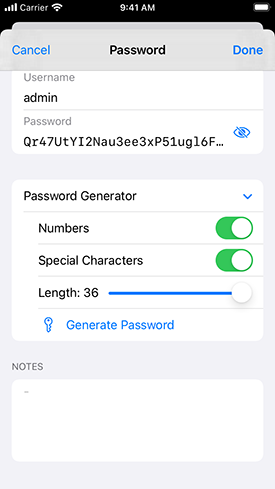 Carrer 9:41 AM
Cancel Password Done
Username
admin
Password
Qr47UtYI2Nau3ee3xP51ugl6F…
Password Generator
Numbers
Special Characters
Length: 36
Generate Password
NOTES
-